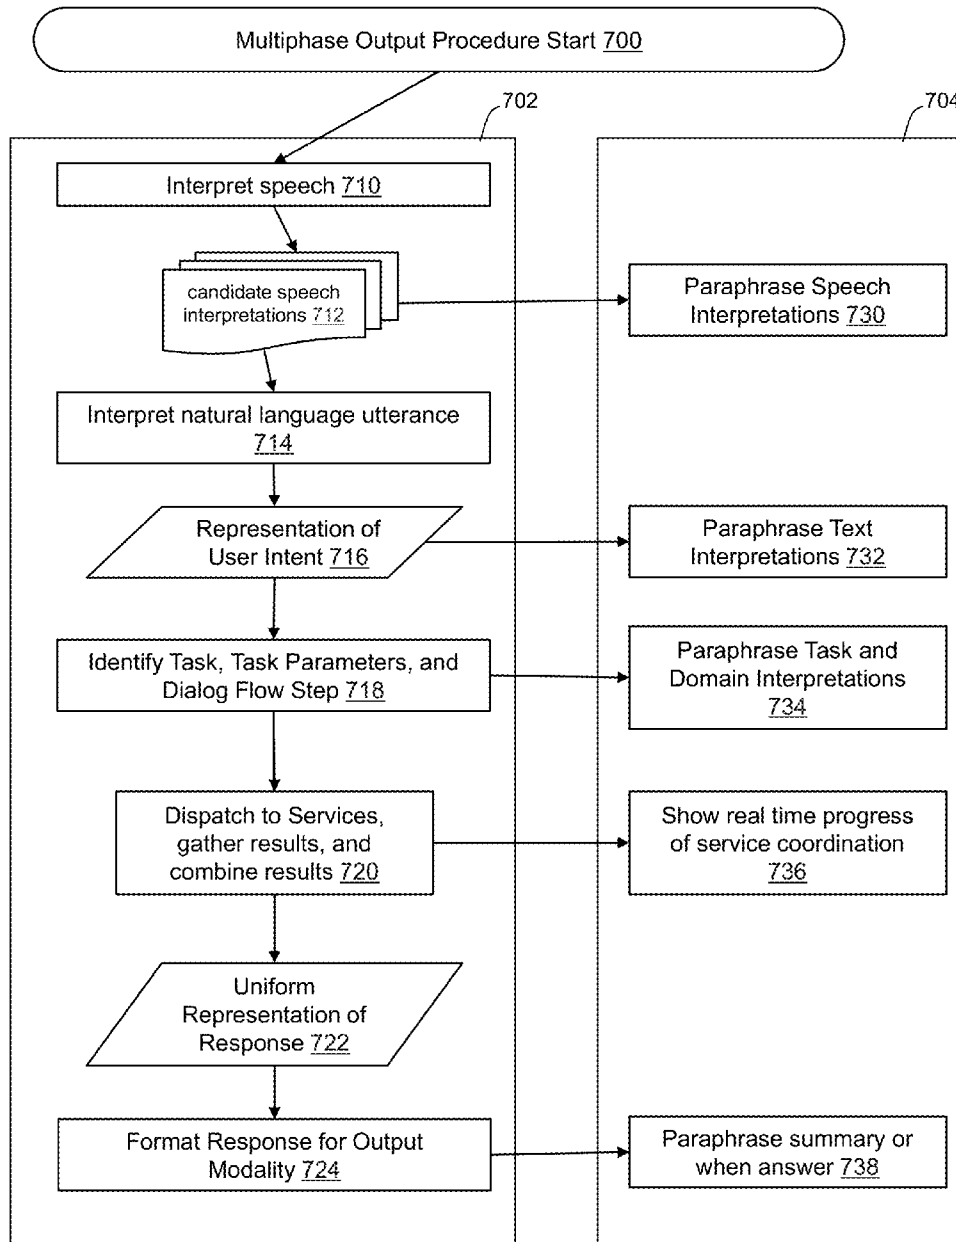 Multiphase Output Procedure Start 700
702
704
Interpret speech 710
candidate speech
interpretations 712
Paraphrase Speech
Interpretations 730
Interpret natural language utterance
714
Representation of
User Intent 716
Paraphrase Text
Interpretations 732
Identify Task, Task Parameters, and
Dialog Flow Step 718
Paraphrase Task and
Domain Interpretations
734
Dispatch to Services,
gather results, and
combine results 720
Show real time progress
of service coordination
736
Uniform
Representation of
Response 722
Format Response for Output
Modality 724
Paraphrase summary or
when answer 738